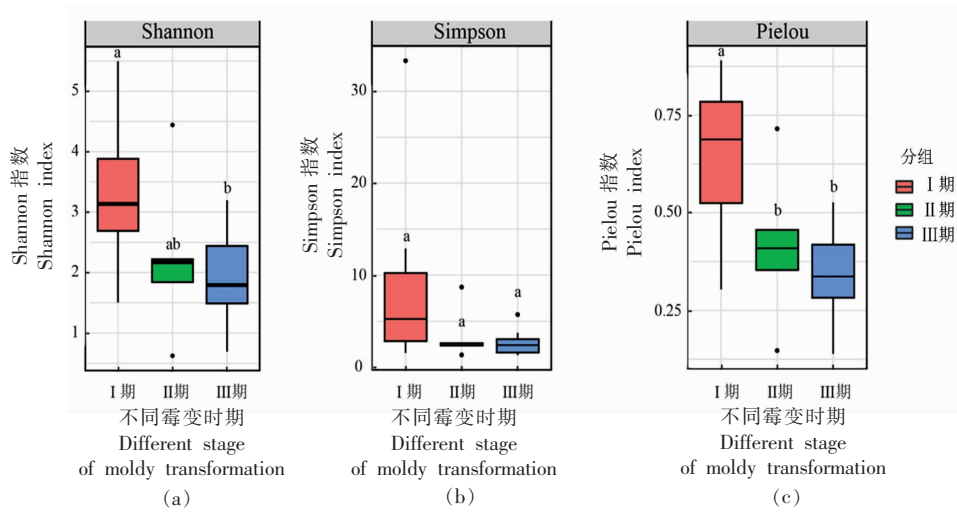 Shannon
a
5
4
3
2
1
ab
b
Shannon 指数
Shannon index
Ⅰ期
Ⅱ期
Ⅲ期
不同霉变时期
Different stage
of moldy transformation
(a)
Simpson
30
20
10
0
a
a
a
Simpson 指数
Simpson index
Ⅰ期
Ⅱ期
Ⅲ期
不同霉变时期
Different stage
of moldy transformation
(b)
Pielou
a
0.75
0.50
0.25
b
b
Pielou 指数
Pielou index
Ⅰ期
Ⅱ期
Ⅲ期
不同霉变时期
Different stage
of moldy transformation
(c)
分组
Ⅰ期
Ⅱ期
Ⅲ期